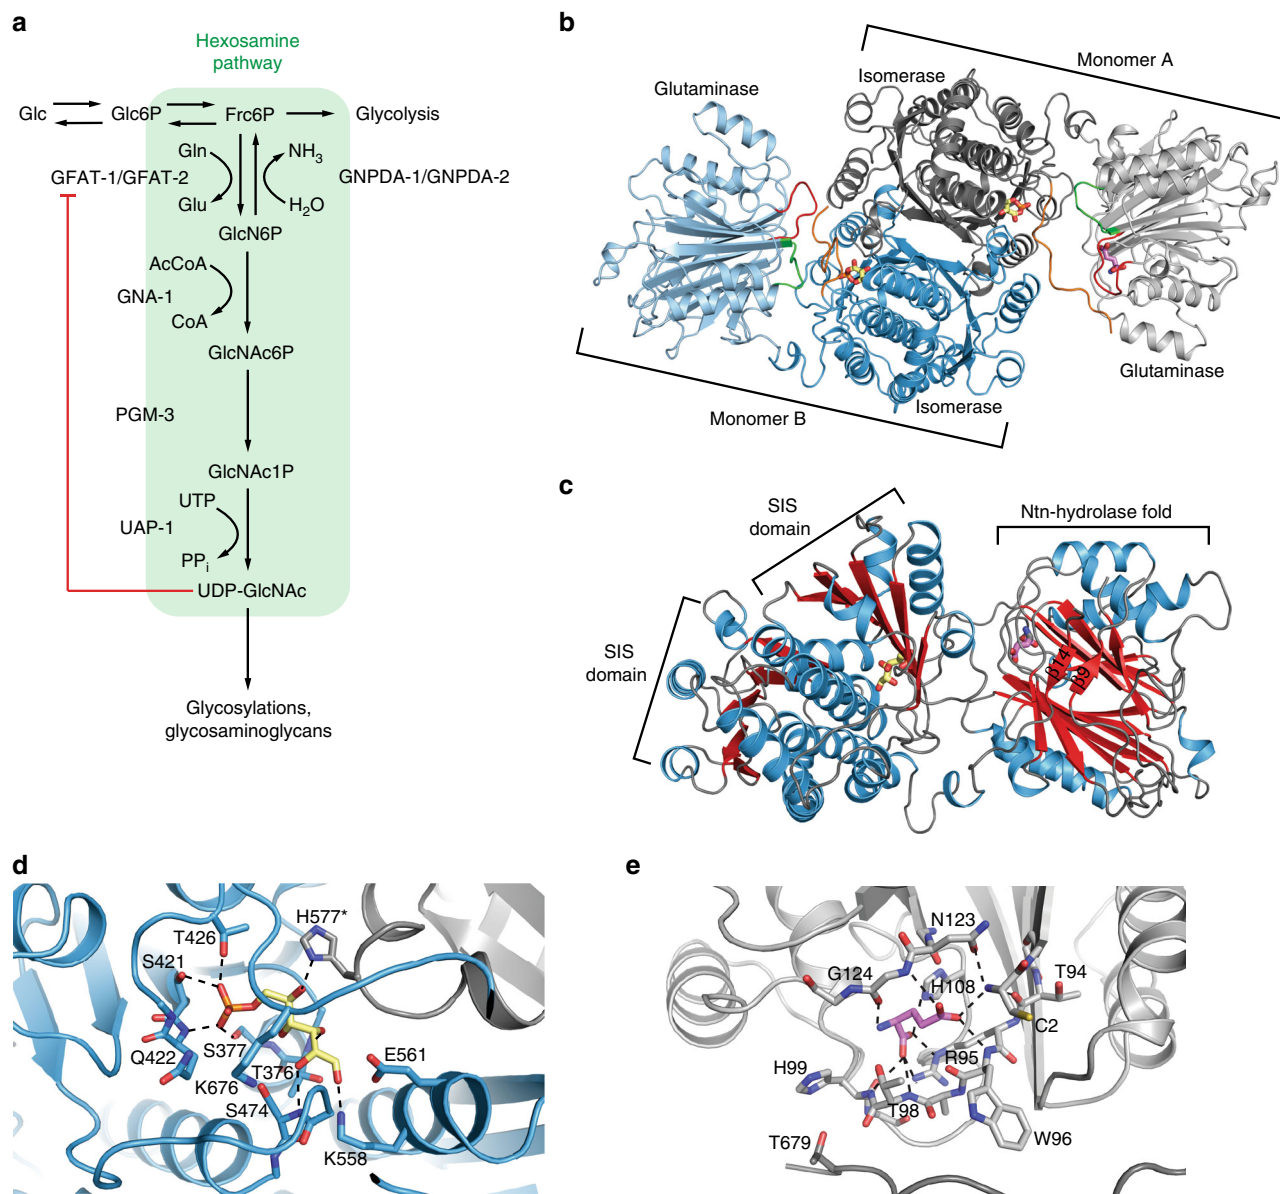 a
Hexosamine
pathway
Glc
Glc6P
Frc6P
Glycolysis
Gln
NH3
GFAT-1/GFAT-2
GNPDA-1/GNPDA-2
Glu
H2O
GlcN6P
AcCoA
GNA-1
CoA
GlcNAc6P
PGM-3
GlcNAc1P
UTP
UAP-1
PPi
UDP-GlcNAc
Glycosylations,
glycosaminoglycans
b
Monomer A
Isomerase
Glutaminase
Glutaminase
Isomerase
Monomer B
c
SIS
domain
Ntn-hydrolase fold
SIS
domain
β14
β9
d
H577*
T426
S421
Q422
S377
T376
E561
K676
S474
K558
e
N123
G124
H108
T94
C2
H99
R95
T98
W96
T679